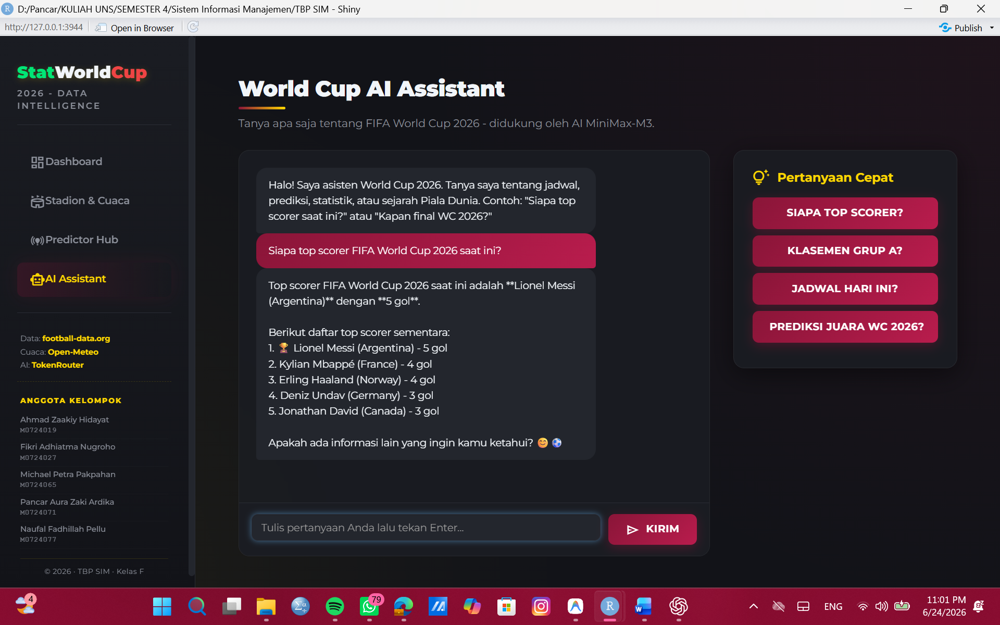 D:/Pancar/KULIAH UNS/SEMESTER 4/Sistem Informasi Manajemen/TBP SIM - Shiny
http://127.0.0.1:3944
Open in Browser
Publish
StatWorldCup
2026 - DATA
INTELLIGENCE
Dashboard
Stadion & Cuaca
Predictor Hub
AI Assistant
Data: football-data.org
Cuaca: Open-Meteo
AI: TokenRouter
ANGGOTA KELOMPOK
Ahmad Zaakiy Hidayat
M0724019
Fikri Adhiatma Nugroho
M0724027
Michael Petra Pakpahan
M0724065
Pancar Aura Zaki Ardika
M0724071
Naufal Fadhillah Pellu
M0724077
© 2026 · TBP SIM · Kelas F
World Cup AI Assistant
Tanya apa saja tentang FIFA World Cup 2026 - didukung oleh AI MiniMax-M3.
Halo! Saya asisten World Cup 2026. Tanya saya tentang jadwal,
prediksi, statistik, atau sejarah Piala Dunia. Contoh: "Siapa top
scorer saat ini?" atau "Kapan final WC 2026?"
Siapa top scorer FIFA World Cup 2026 saat ini?
Top scorer FIFA World Cup 2026 saat ini adalah **Lionel Messi
(Argentina)** dengan **5 gol**.
Berikut daftar top scorer sementara:
1. 🏆 Lionel Messi (Argentina) - 5 gol
2. Kylian Mbappé (France) - 4 gol
3. Erling Haaland (Norway) - 4 gol
4. Deniz Undav (Germany) - 3 gol
5. Jonathan David (Canada) - 3 gol
Apakah ada informasi lain yang ingin kamu ketahui? 😊 ⚽
Tulis pertanyaan Anda lalu tekan Enter...
KIRIM
Pertanyaan Cepat
SIAPA TOP SCORER?
KLASEMEN GRUP A?
JADWAL HARI INI?
PREDIKSI JUARA WC 2026?
4
79
ENG
11:01 PM
6/24/2026